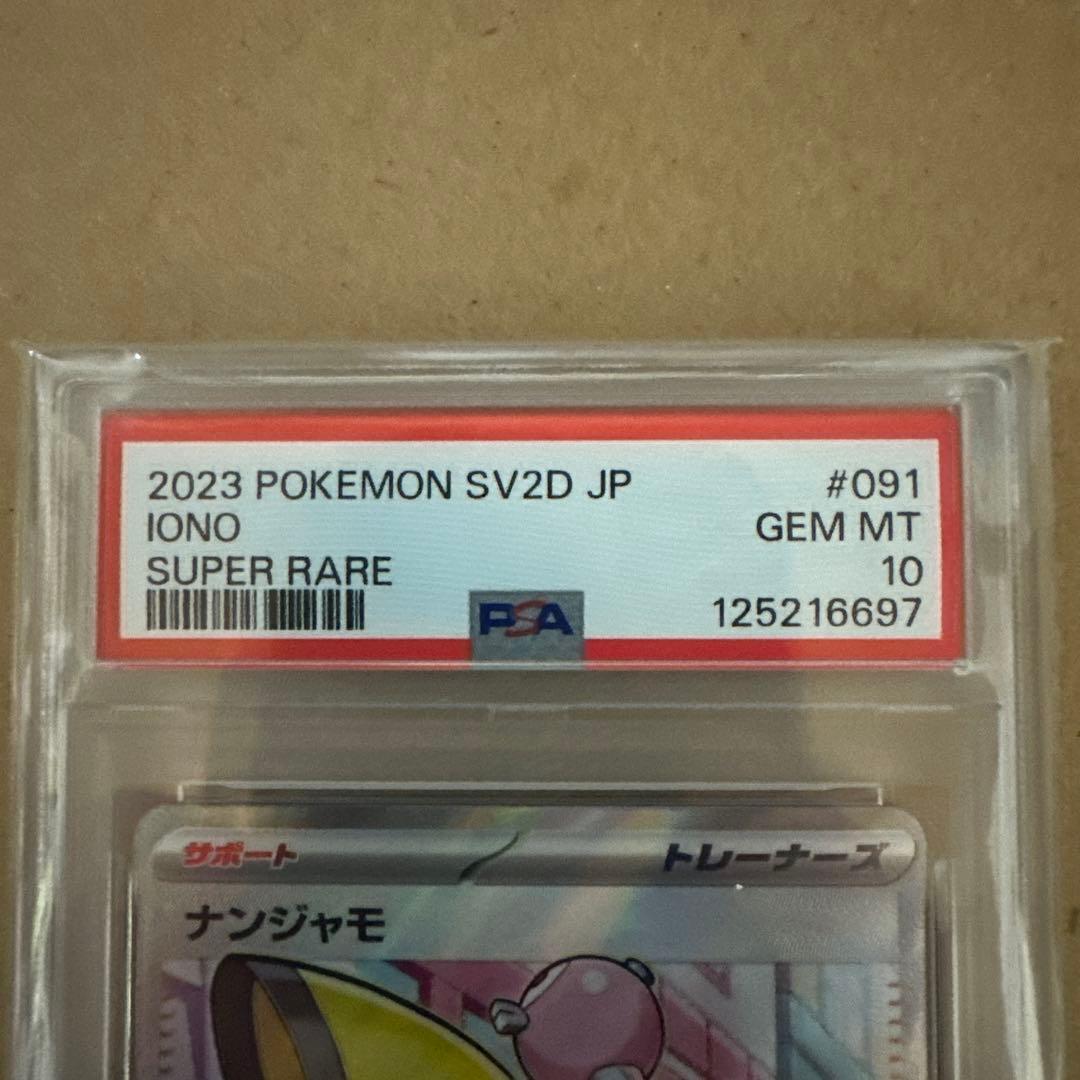 2023 POKEMON SV2D JP #091
IONO GEM MT
SUPER RARE 10
PSA 125216697
サポート トレーナーズ
ナンジャモ